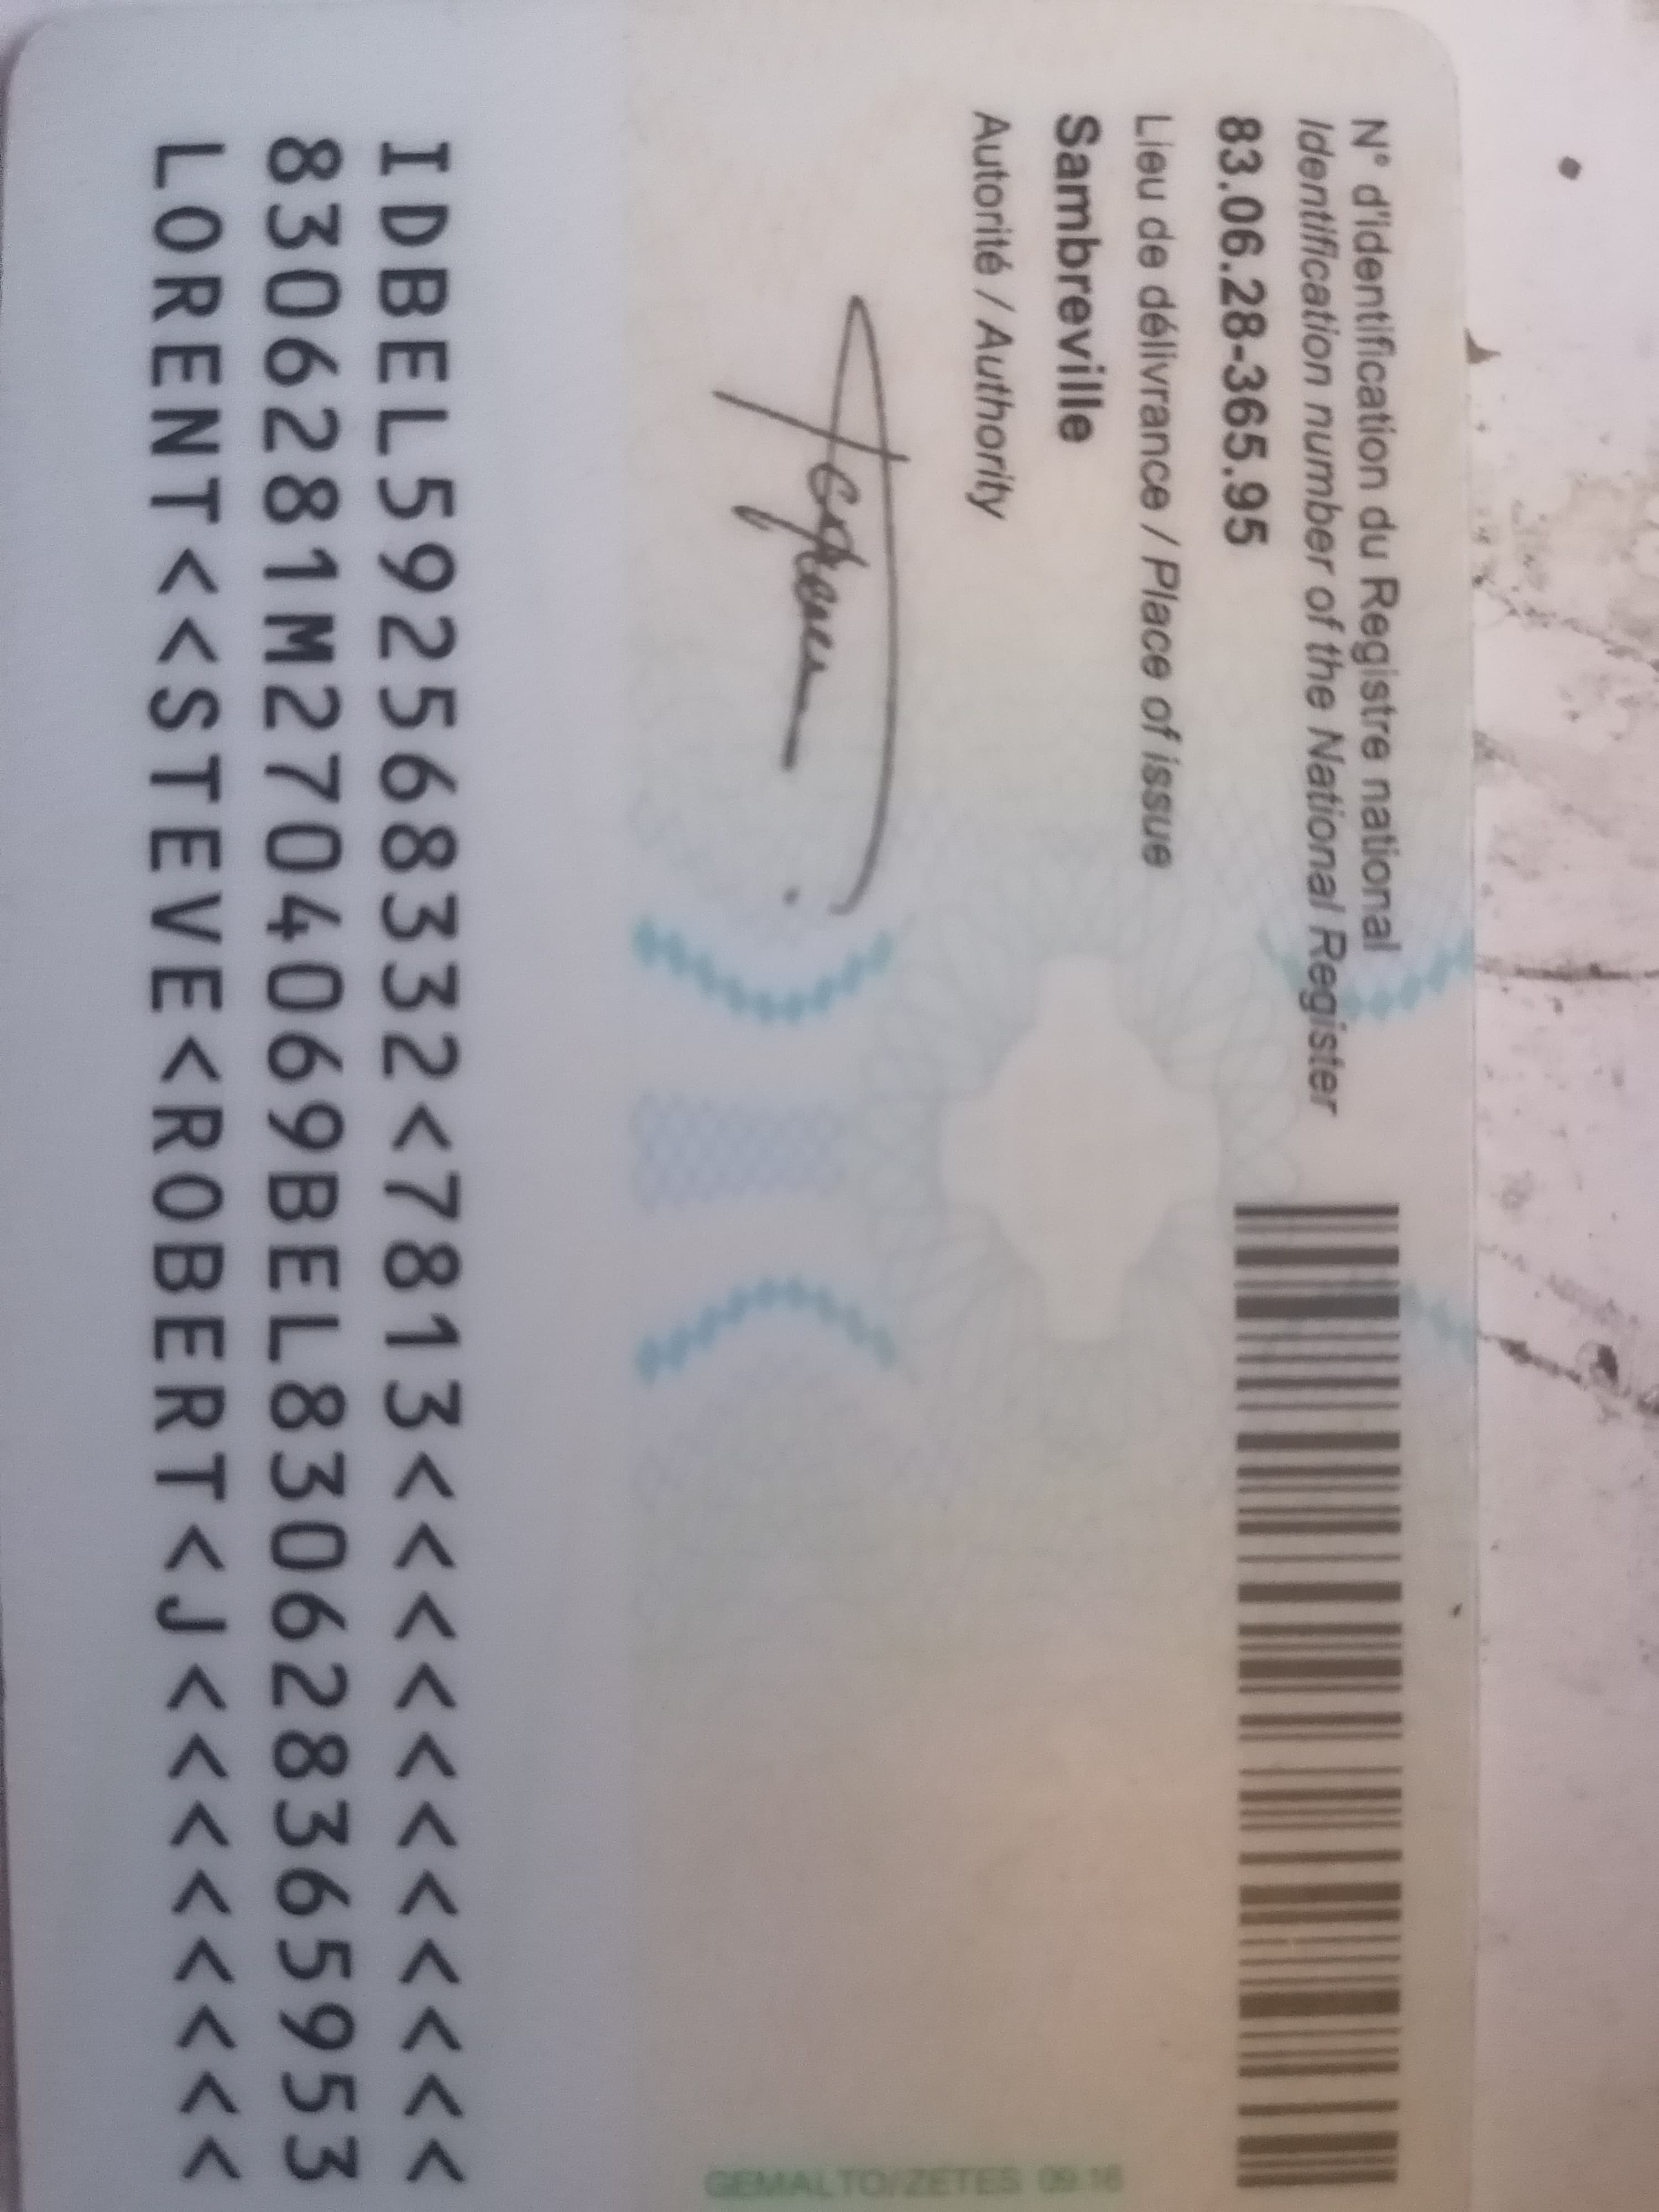 N° d'identification du Registre national
Identification number of the National Register
83.06.28-365.95
Lieu de délivrance / Place of issue
Sambreville
Autorité / Authority
GEMALTO/ZETES 09.16
IDBEL592568332<7813<<<<<<<<<<<
8306281M2704069BEL830628365953
LORENT<<STEVE<ROBERT<J<<<<<<<<